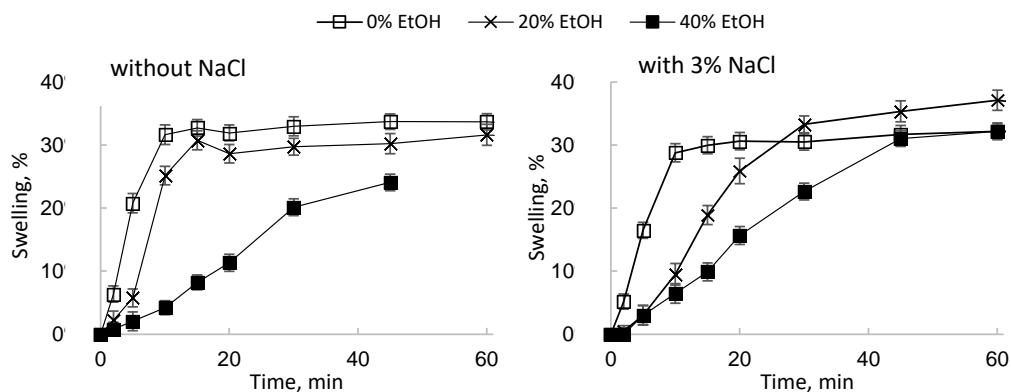 0% EtOH 20% EtOH 40% EtOH
without NaCl
40
30
20
10
0
Swelling, %
0 20 40 60
Time, min
with 3% NaCl
40
30
20
10
0
Swelling, %
0 20 40 60
Time, min